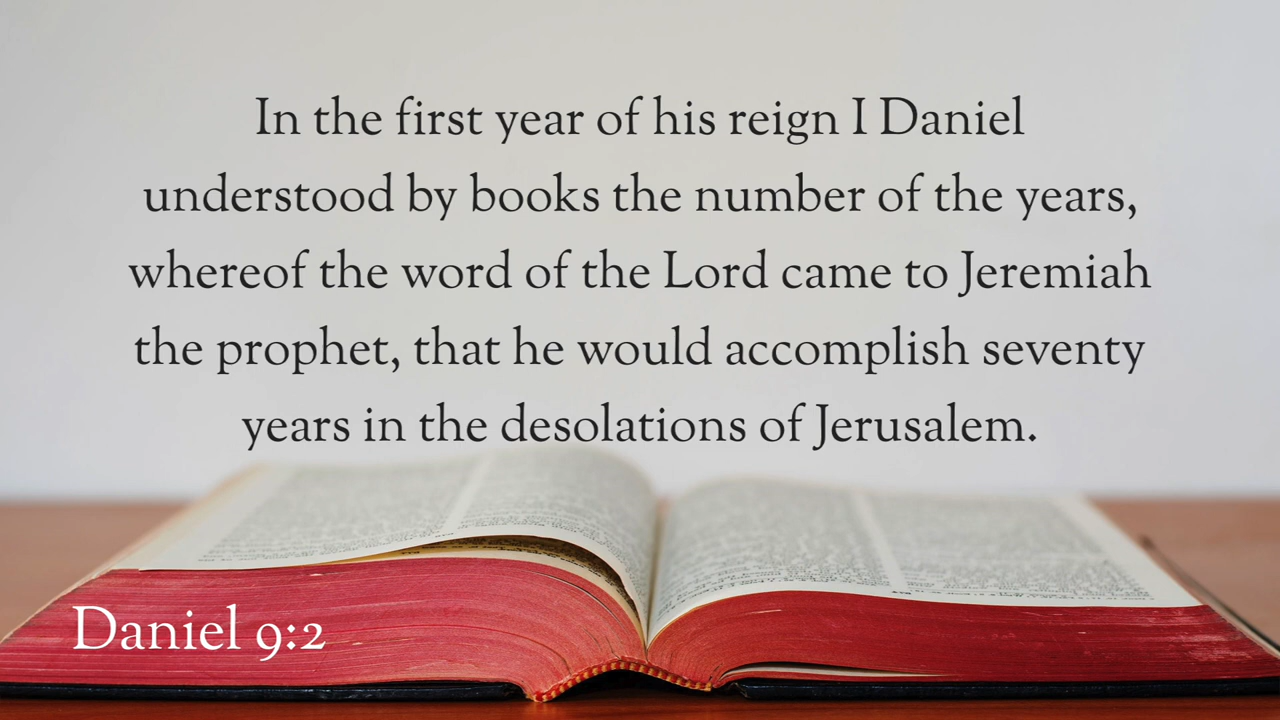 In the first year of his reign I Daniel
understood by books the number of the years,
whereof the word of the Lord came to Jeremiah
the prophet, that he would accomplish seventy
years in the desolations of Jerusalem.
Daniel 9:2